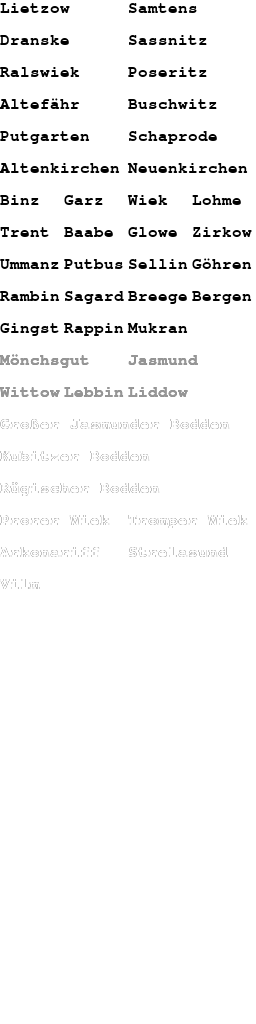 Lietzow Samtens
Dranske Sassnitz
Ralswiek Poseritz
Altefähr Buschwitz
Putgarten Schaprode
Altenkirchen Neuenkirchen
Binz Garz Wiek Lohme
Trent Baabe Glowe Zirkow
Ummanz Putbus Sellin Göhren
Rambin Sagard Breege Bergen
Gingst Rappin Mukran
Mönchsgut Jasmund
Wittow Lebbin Liddow
Großer Jasmunder Bodden
Kubitzer Bodden
Rügischer Bodden
Prorer Wiek Tromper Wiek
Arkonariff Strelasund
Vilm